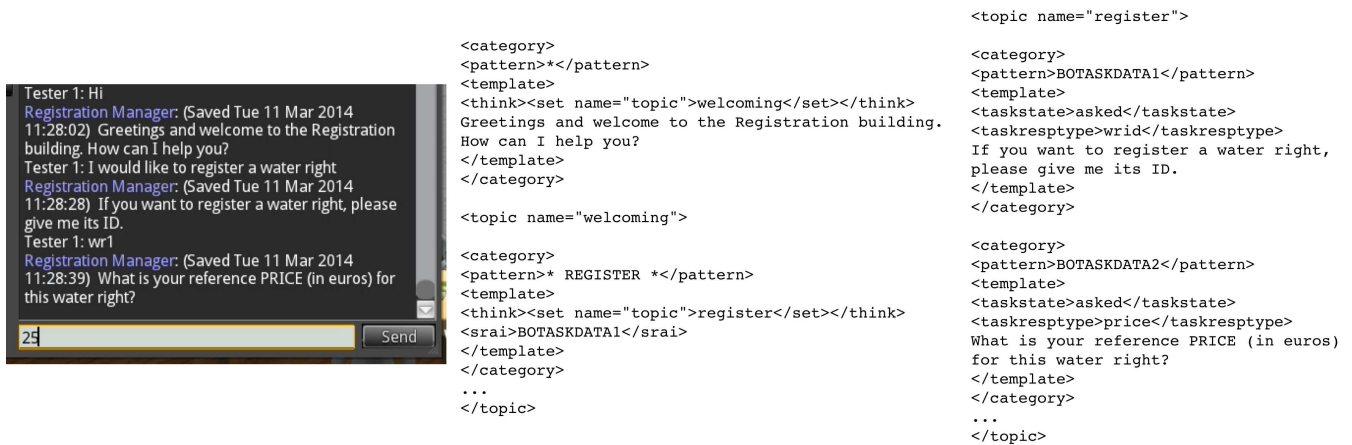 Tester 1: Hi
Registration Manager: (Saved Tue 11 Mar 2014
11:28:02)  Greetings and welcome to the Registration
building. How can I help you?
Tester 1: I would like to register a water right
Registration Manager: (Saved Tue 11 Mar 2014
11:28:28)  If you want to register a water right, please
give me its ID.
Tester 1: wr1
Registration Manager: (Saved Tue 11 Mar 2014
11:28:39)  What is your reference PRICE (in euros) for
this water right?
25
Send
<category>
<pattern>*</pattern>
<template>
<think><set name="topic">welcoming</set></think>
Greetings and welcome to the Registration building.
How can I help you?
</template>
</category>
<topic name="welcoming">
<category>
<pattern>* REGISTER *</pattern>
<template>
<think><set name="topic">register</set></think>
<srai>BOTASKDATA1</srai>
</template>
</category>
...
</topic>
<topic name="register">
<category>
<pattern>BOTASKDATA1</pattern>
<template>
<taskstate>asked</taskstate>
<taskresptype>wrid</taskresptype>
If you want to register a water right,
please give me its ID.
</template>
</category>
<category>
<pattern>BOTASKDATA2</pattern>
<template>
<taskstate>asked</taskstate>
<taskresptype>price</taskresptype>
What is your reference PRICE (in euros)
for this water right?
</template>
</category>
...
</topic>